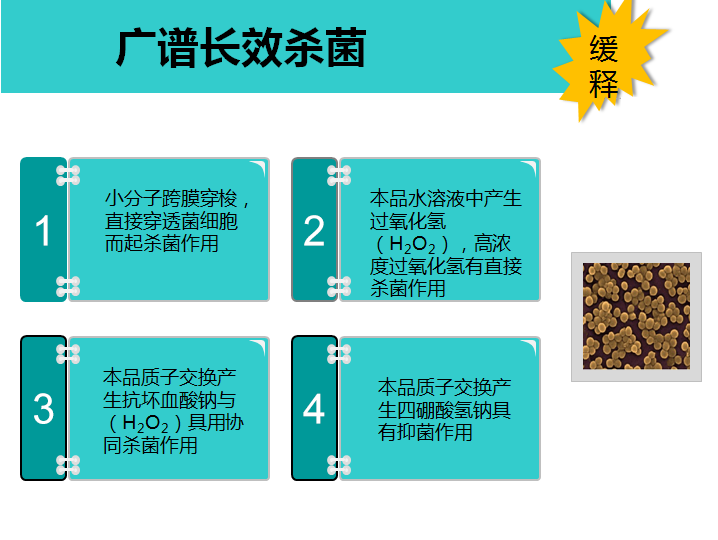 广谱长效杀菌
缓
释
1
小分子跨膜穿梭，
直接穿透菌细胞
而起杀菌作用
2
本品水溶液中产生
过氧化氢
（H₂O₂），高浓
度过氧化氢有直接
杀菌作用
3
本品质子交换产
生抗坏血酸钠与
（H₂O₂）具用协
同杀菌作用
4
本品质子交换产
生四硼酸氢钠具
有抑菌作用